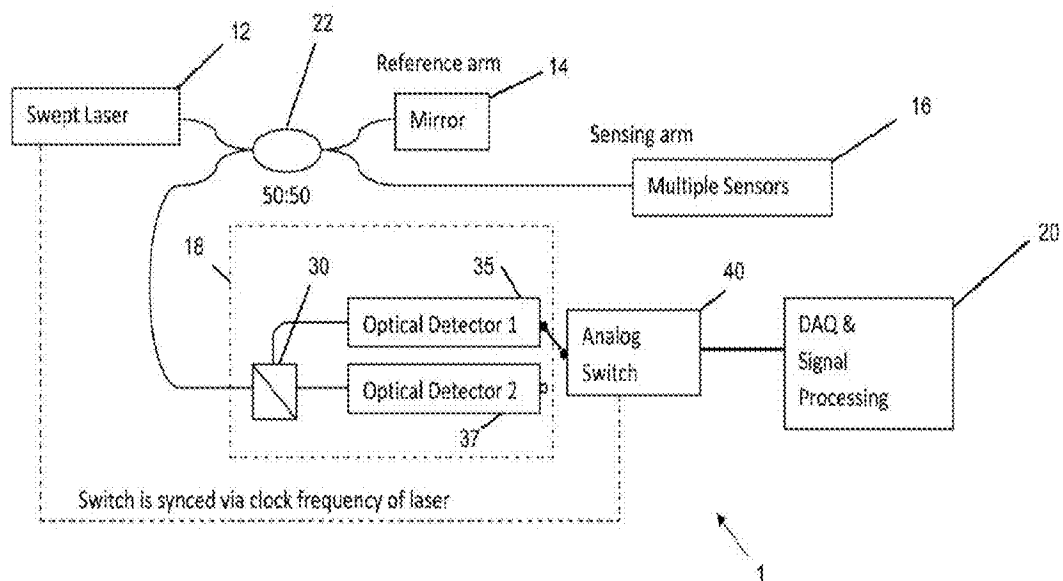 12
22
Reference arm
14
Swept Laser
Mirror
16
Sensing arm
50:50
Multiple Sensors
18
30
35
40
20
Optical Detector 1
Analog
Switch
DAQ &
Signal
Processing
Optical Detector 2
37
Switch is synced via clock frequency of laser
1